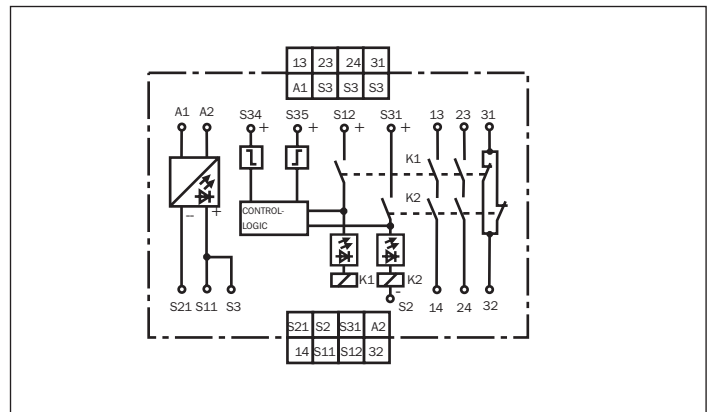 13 23 24 31
A1 S3 S3 S3
A1 A2 S34 + S35 + S12 + S31 + 13 23 31
K1
K2
– +
CONTROL-
LOGIC
K1 K2
-
S21 S11 S3 S2 14 24 32
S21 S2 S31 A2
14 S11 S12 32